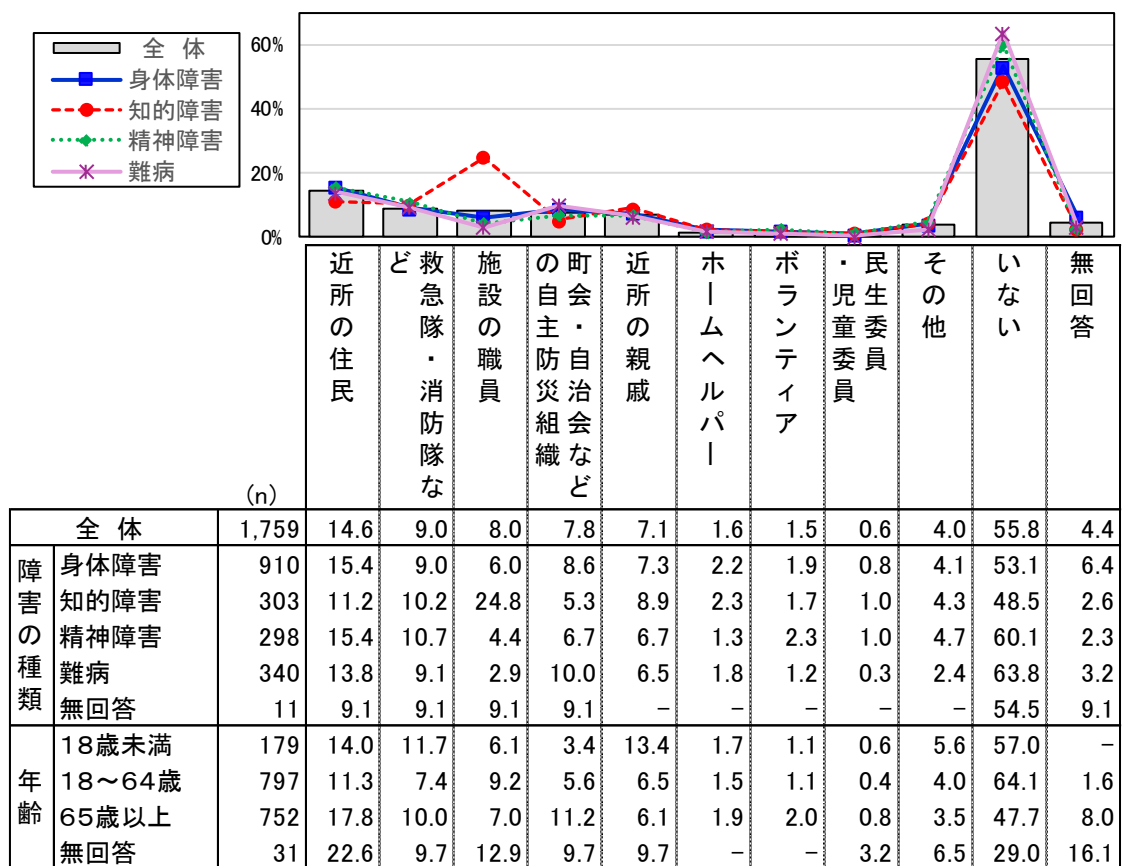 全 体
身体障害
知的障害
精神障害
難病
60%
40%
20%
0%
近所の住民
救急隊・消防隊など
施設の職員
町会・自治会などの自主防災組織
近所の親戚
ホームヘルパー
ボランティア
民生委員・児童委員
その他
いない
無回答
(n)
全 体 1,759 14.6 9.0 8.0 7.8 7.1 1.6 1.5 0.6 4.0 55.8 4.4
障害の種類
身体障害 910 15.4 9.0 6.0 8.6 7.3 2.2 1.9 0.8 4.1 53.1 6.4
知的障害 303 11.2 10.2 24.8 5.3 8.9 2.3 1.7 1.0 4.3 48.5 2.6
精神障害 298 15.4 10.7 4.4 6.7 6.7 1.3 2.3 1.0 4.7 60.1 2.3
難病 340 13.8 9.1 2.9 10.0 6.5 1.8 1.2 0.3 2.4 63.8 3.2
無回答 11 9.1 9.1 9.1 9.1 － － － － － 54.5 9.1
年齢
18歳未満 179 14.0 11.7 6.1 3.4 13.4 1.7 1.1 0.6 5.6 57.0 －
18～64歳 797 11.3 7.4 9.2 5.6 6.5 1.5 1.1 0.4 4.0 64.1 1.6
65歳以上 752 17.8 10.0 7.0 11.2 6.1 1.9 2.0 0.8 3.5 47.7 8.0
無回答 31 22.6 9.7 12.9 9.7 9.7 － － 3.2 6.5 29.0 16.1